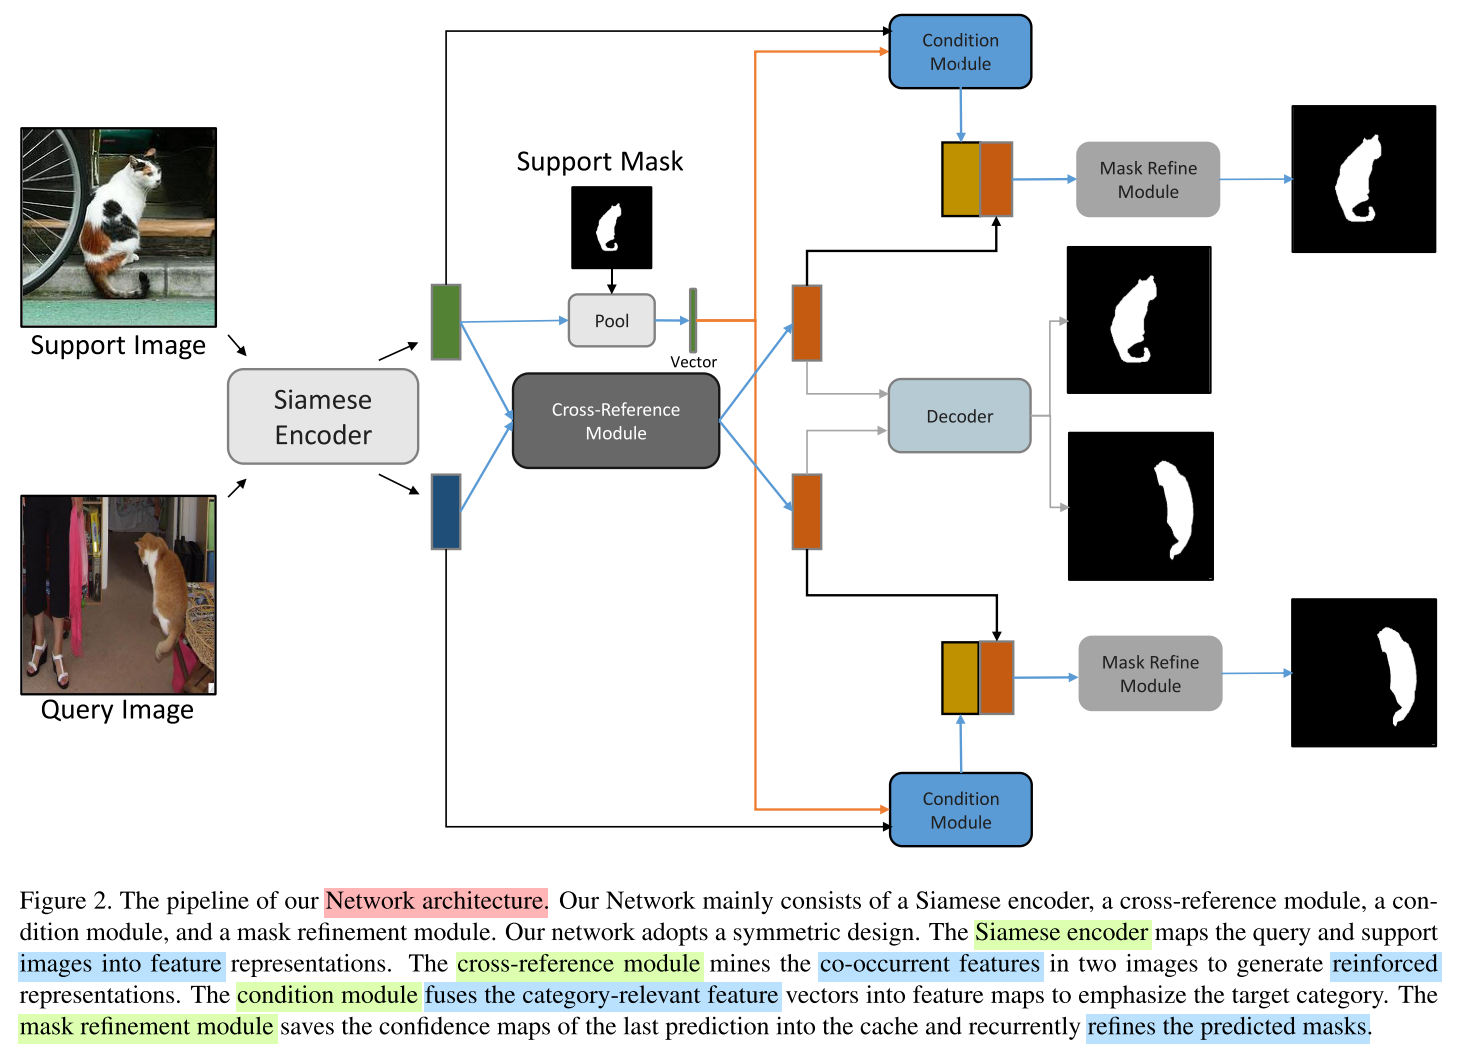 Condition
Module
Support Mask
Mask Refine
Module
Support Image
Pool
Vector
Siamese
Encoder
Cross-Reference
Module
Decoder
Query Image
Mask Refine
Module
Condition
Module
Figure 2. The pipeline of our Network architecture. Our Network mainly consists of a Siamese encoder, a cross-reference module, a con-
dition module, and a mask refinement module. Our network adopts a symmetric design. The Siamese encoder maps the query and support
images into feature representations. The cross-reference module mines the co-occurrent features in two images to generate reinforced
representations. The condition module fuses the category-relevant feature vectors into feature maps to emphasize the target category. The
mask refinement module saves the confidence maps of the last prediction into the cache and recurrently refines the predicted masks.